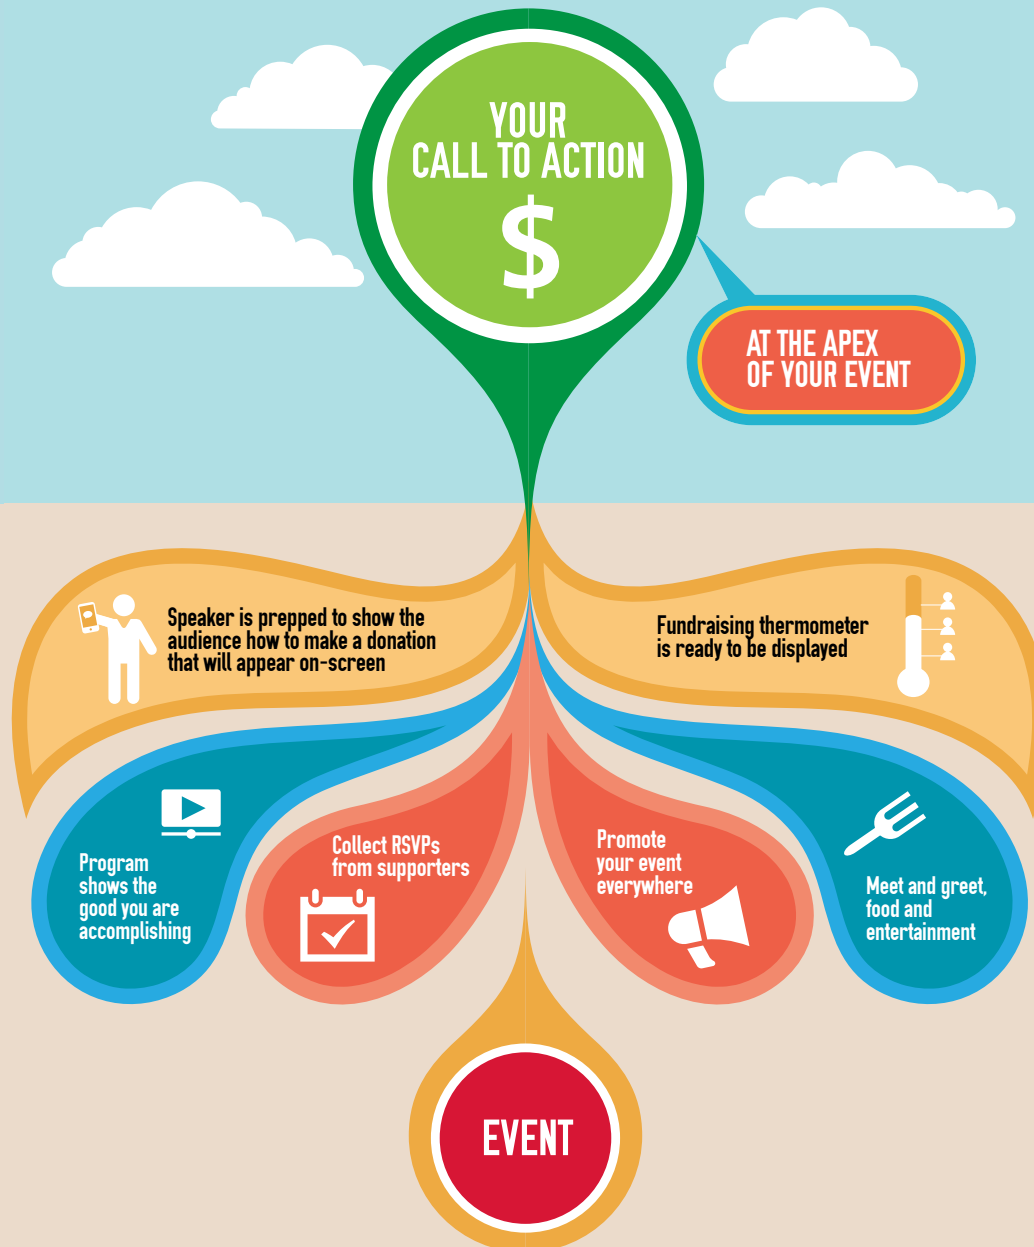 YOUR
CALL TO ACTION
$
AT THE APEX
OF YOUR EVENT
Speaker is prepped to show the
audience how to make a donation
that will appear on-screen
Fundraising thermometer
is ready to be displayed
Program
shows the
good you are
accomplishing
Collect RSVPs
from supporters
Promote
your event
everywhere
Meet and greet,
food and
entertainment
EVENT